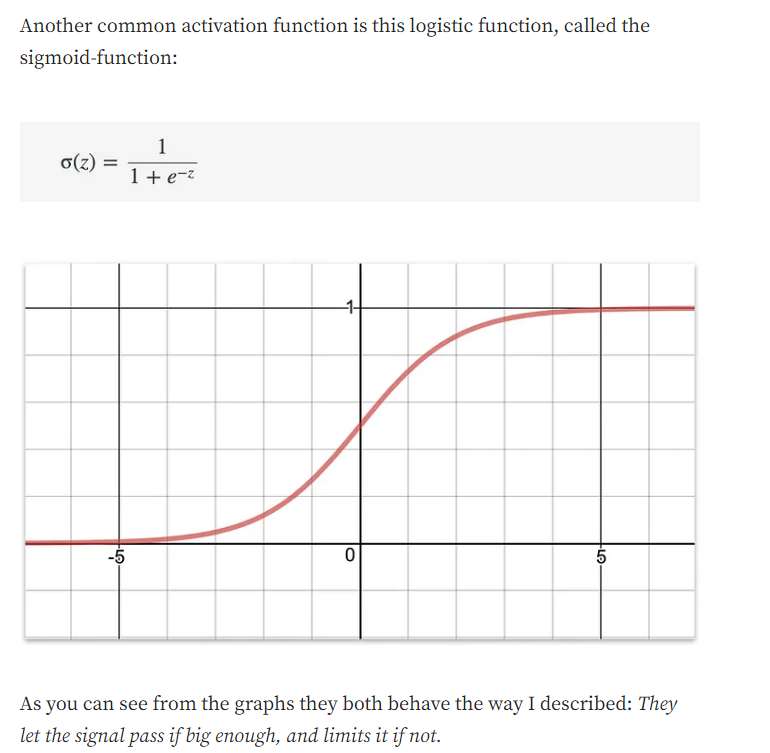 Another common activation function is this logistic function, called the
sigmoid-function:
σ(z) = 1 / 1 + e⁻ᶻ
1
-5
0
5
As you can see from the graphs they both behave the way I described: They
let the signal pass if big enough, and limits it if not.